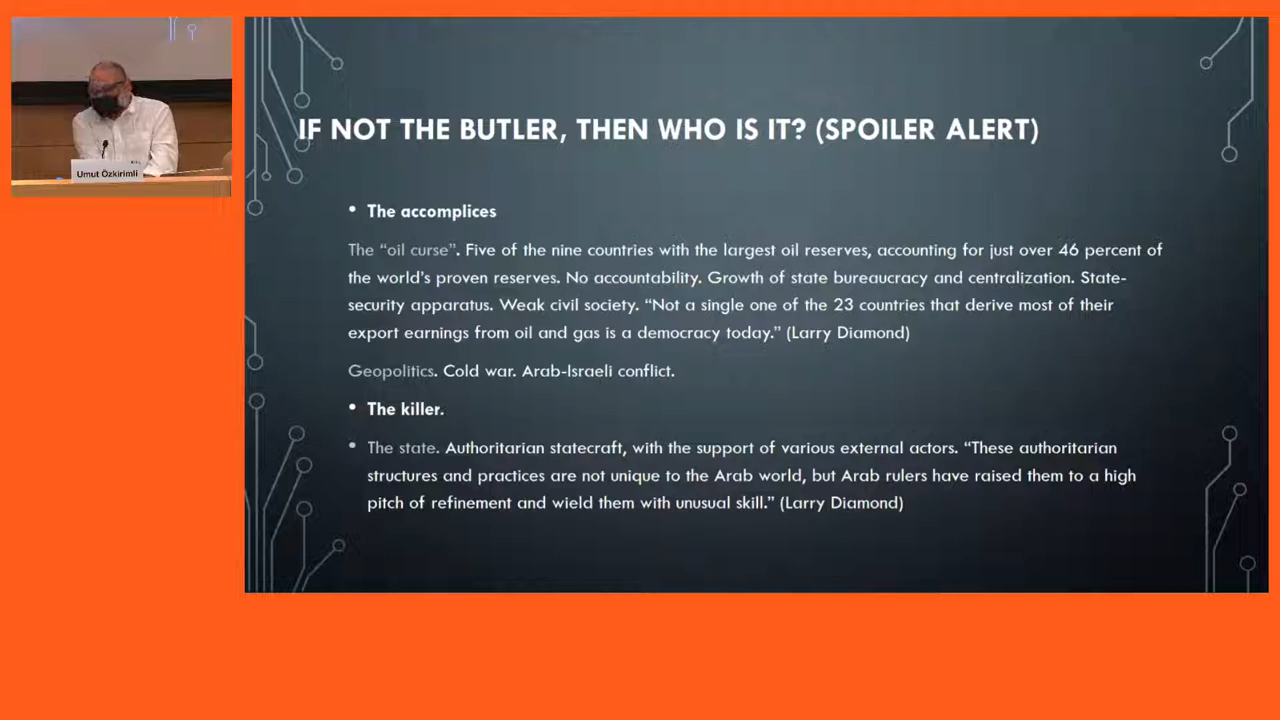 IF NOT THE BUTLER, THEN WHO IS IT? (SPOILER ALERT)
• The accomplices
The “oil curse”. Five of the nine countries with the largest oil reserves, accounting for just over 46 percent of
the world’s proven reserves. No accountability. Growth of state bureaucracy and centralization. State-
security apparatus. Weak civil society. “Not a single one of the 23 countries that derive most of their
export earnings from oil and gas is a democracy today.” (Larry Diamond)
Geopolitics. Cold war. Arab-Israeli conflict.
• The killer.
• The state. Authoritarian statecraft, with the support of various external actors. “These authoritarian
structures and practices are not unique to the Arab world, but Arab rulers have raised them to a high
pitch of refinement and wield them with unusual skill.” (Larry Diamond)
Umut Özkirimli